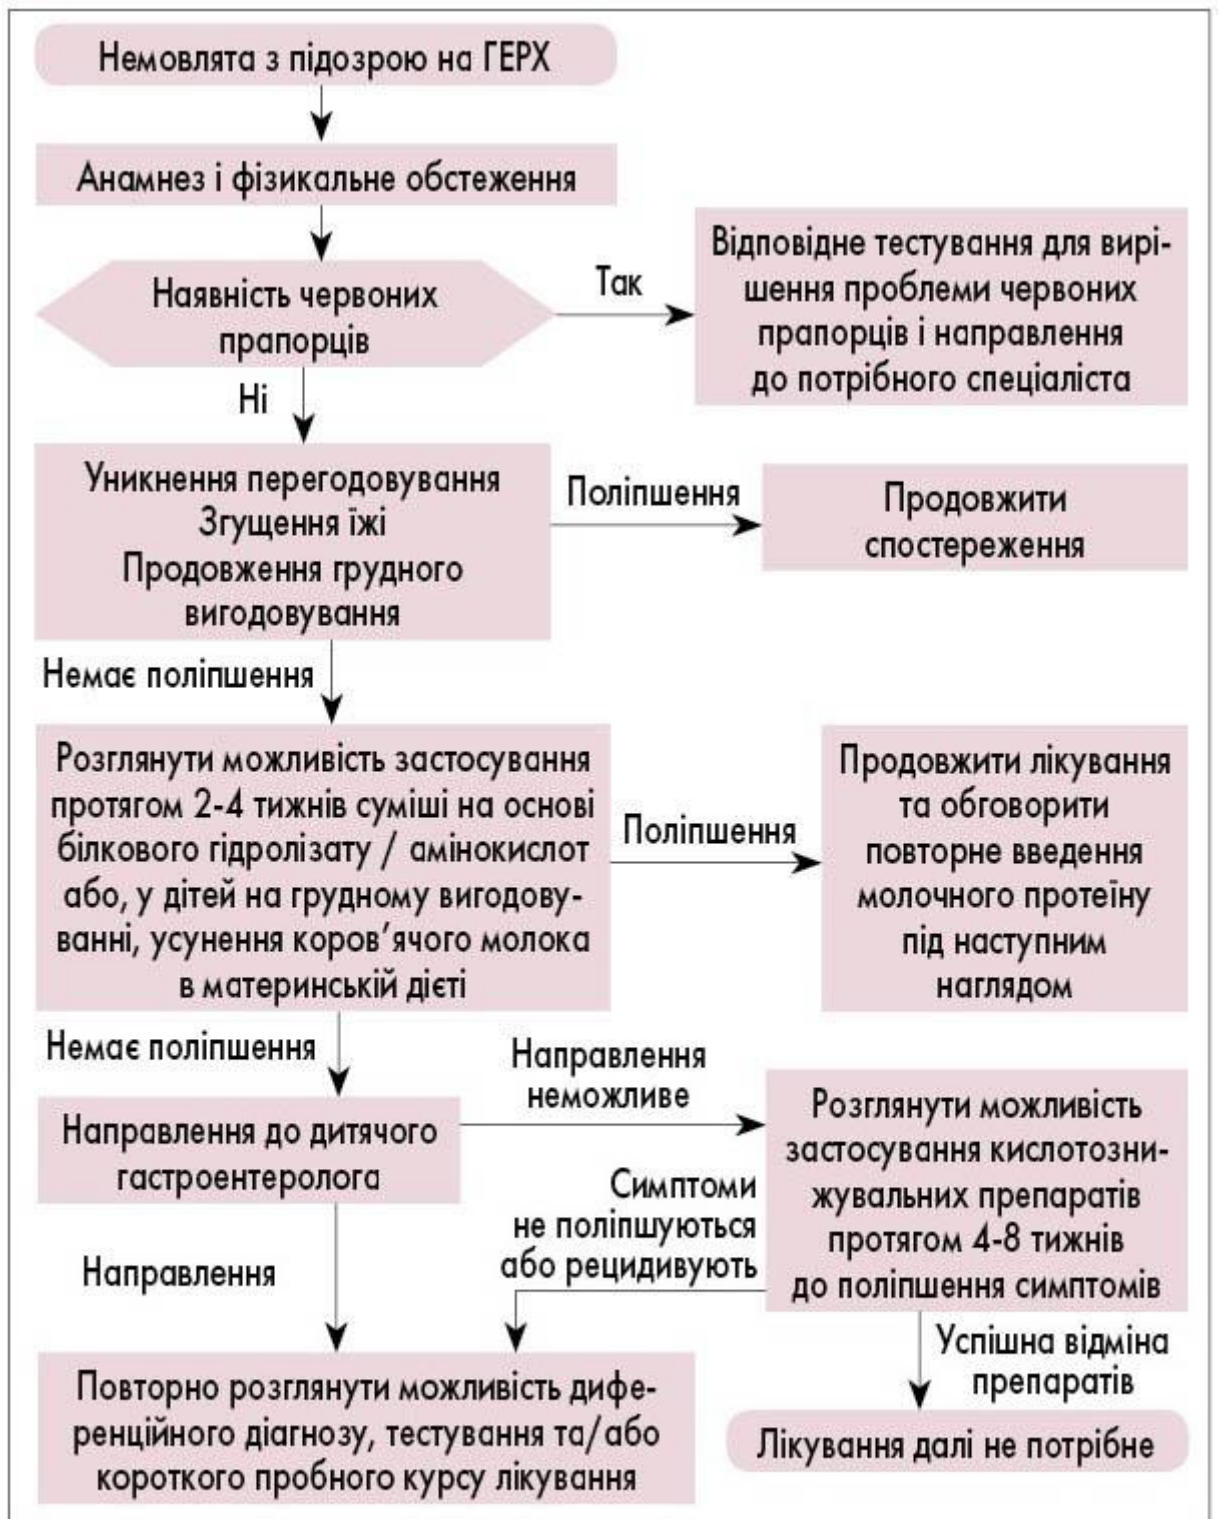 Немовлята з підозрою на ГЕРХ
Анамнез і фізикальне обстеження
Наявність червоних
прапорців
Так
Відповідне тестування для вирі-
шення проблеми червоних
прапорців і направлення
до потрібного спеціаліста
Ні
Уникнення перегодовування
Згущення їжі
Продовження грудного
вигодовування
Поліпшення
Продовжити
спостереження
Немає поліпшення
Розглянути можливість застосування
протягом 2-4 тижнів суміші на основі
білкового гідролізату / амінокислот
або, у дітей на грудному вигодову-
ванні, усунення коров’ячого молока
в материнській дієті
Поліпшення
Продовжити лікування
та обговорити
повторне введення
молочного протеїну
під наступним
наглядом
Немає поліпшення
Направлення до дитячого
гастроентеролога
Направлення
неможливе
Розглянути можливість
застосування кислотозни-
жувальних препаратів
протягом 4-8 тижнів
до поліпшення симптомів
Симптоми
не поліпшуються
або рецидивують
Направлення
Успішна відміна
препаратів
Повторно розглянути можливість дифе-
ренційного діагнозу, тестування та/або
короткого пробного курсу лікування
Лікування далі не потрібне